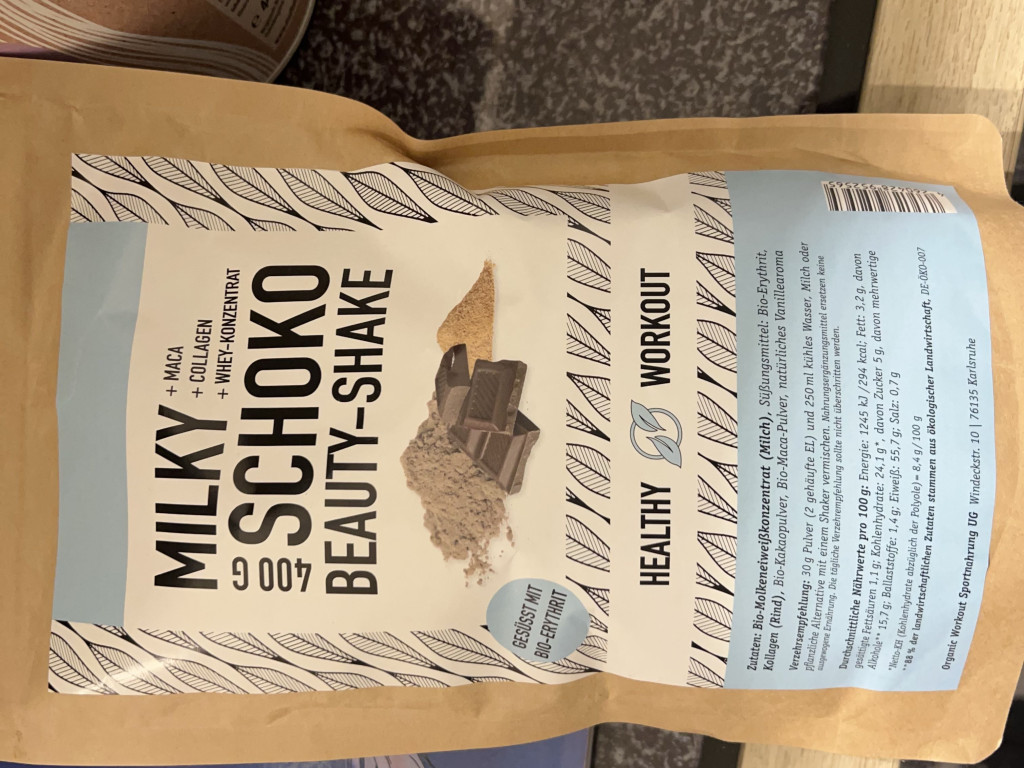 MILKY
+ MACA
+ COLLAGEN
+ WHEY-KONZENTRAT
400 G
SCHOKO
BEAUTY-SHAKE
GESÜSST MIT
BIO-ERYTHRIT
HEALTHY WORKOUT
Zutaten: Bio-Molkeneiweißkonzentrat (Milch), Süßungsmittel: Bio-Erythrit,
Kollagen (Rind), Bio-Kakaopulver, Bio-Maca-Pulver, natürliches Vanillearoma
Verzehrsempfehlung: 30 g Pulver (2 gehäufte EL) und 250 ml kühles Wasser, Milch oder
pflanzliche Alternative mit einem Shaker vermischen. Nahrungsergänzungsmittel ersetzen keine
ausgewogene Ernährung. Die tägliche Verzehrempfehlung sollte nicht überschritten werden.
Durchschnittliche Nährwerte pro 100 g: Energie: 1245 kJ/294 kcal; Fett: 3,2 g, davon
gesättigte Fettsäuren 1,1 g; Kohlenhydrate: 24,1 g*, davon Zucker 5 g, davon mehrwertige
Alkohole** 15,7 g; Ballaststoffe: 1,4 g; Eiweiß: 55,7 g; Salz: 0,7 g
*Netto-KH (Kohlenhydrate abzüglich der Polyole)= 8,4 g/100 g
**88 % der landwirtschaftlichen Zutaten stammen aus ökologischer Landwirtschaft. DE-ÖKO-007
Organic Workout Sportnahrung UG Windeckstr. 10 | 76135 Karlsruhe